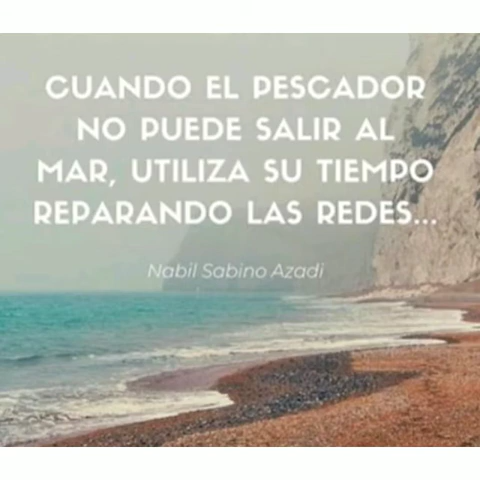 CUANDO EL PESCADOR
NO PUEDE SALIR AL
MAR, UTILIZA SU TIEMPO
REPARANDO LAS REDES...
Nabil Sabino Azadi